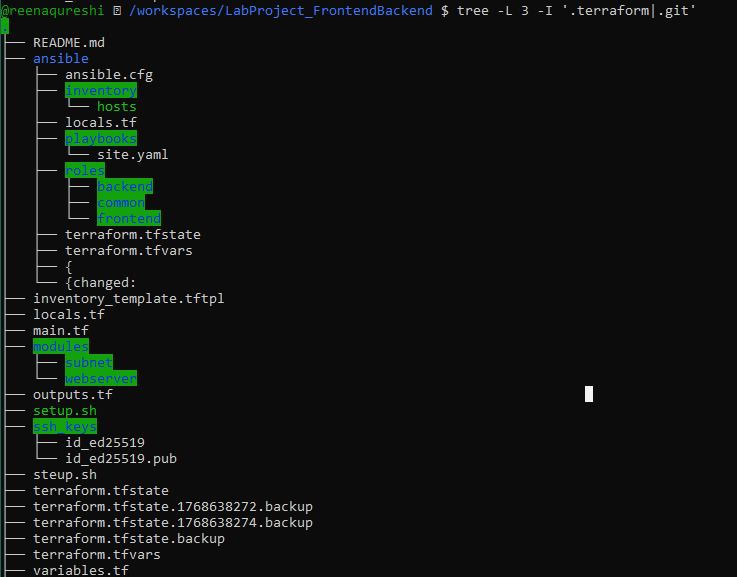 @reenaqureshi /workspaces/LabProject_FrontendBackend $ tree -L 3 -I '.terraform|.git'
.
├── README.md
├── ansible
│   ├── ansible.cfg
│   ├── inventory
│   │   └── hosts
│   ├── locals.tf
│   ├── playbooks
│   │   └── site.yaml
│   ├── roles
│   │   ├── backend
│   │   ├── common
│   │   └── frontend
│   ├── terraform.tfstate
│   ├── terraform.tfvars
│   ├── {
│   └── {changed:
├── inventory_template.tftpl
├── locals.tf
├── main.tf
├── modules
│   ├── subnet
│   └── webserver
├── outputs.tf
├── setup.sh
├── ssh_keys
│   ├── id_ed25519
│   └── id_ed25519.pub
├── steup.sh
├── terraform.tfstate
├── terraform.tfstate.1768638272.backup
├── terraform.tfstate.1768638274.backup
├── terraform.tfstate.backup
├── terraform.tfvars
├── variables.tf